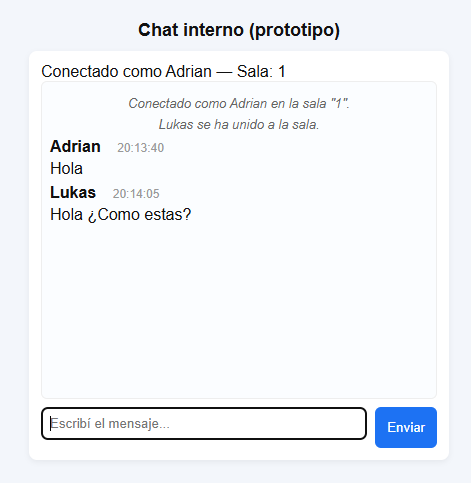 Chat interno (prototipo)
Conectado como Adrian — Sala: 1
Conectado como Adrian en la sala "1".
Lukas se ha unido a la sala.
Adrian 20:13:40
Hola
Lukas 20:14:05
Hola ¿Como estas?
Escribí el mensaje...
Enviar